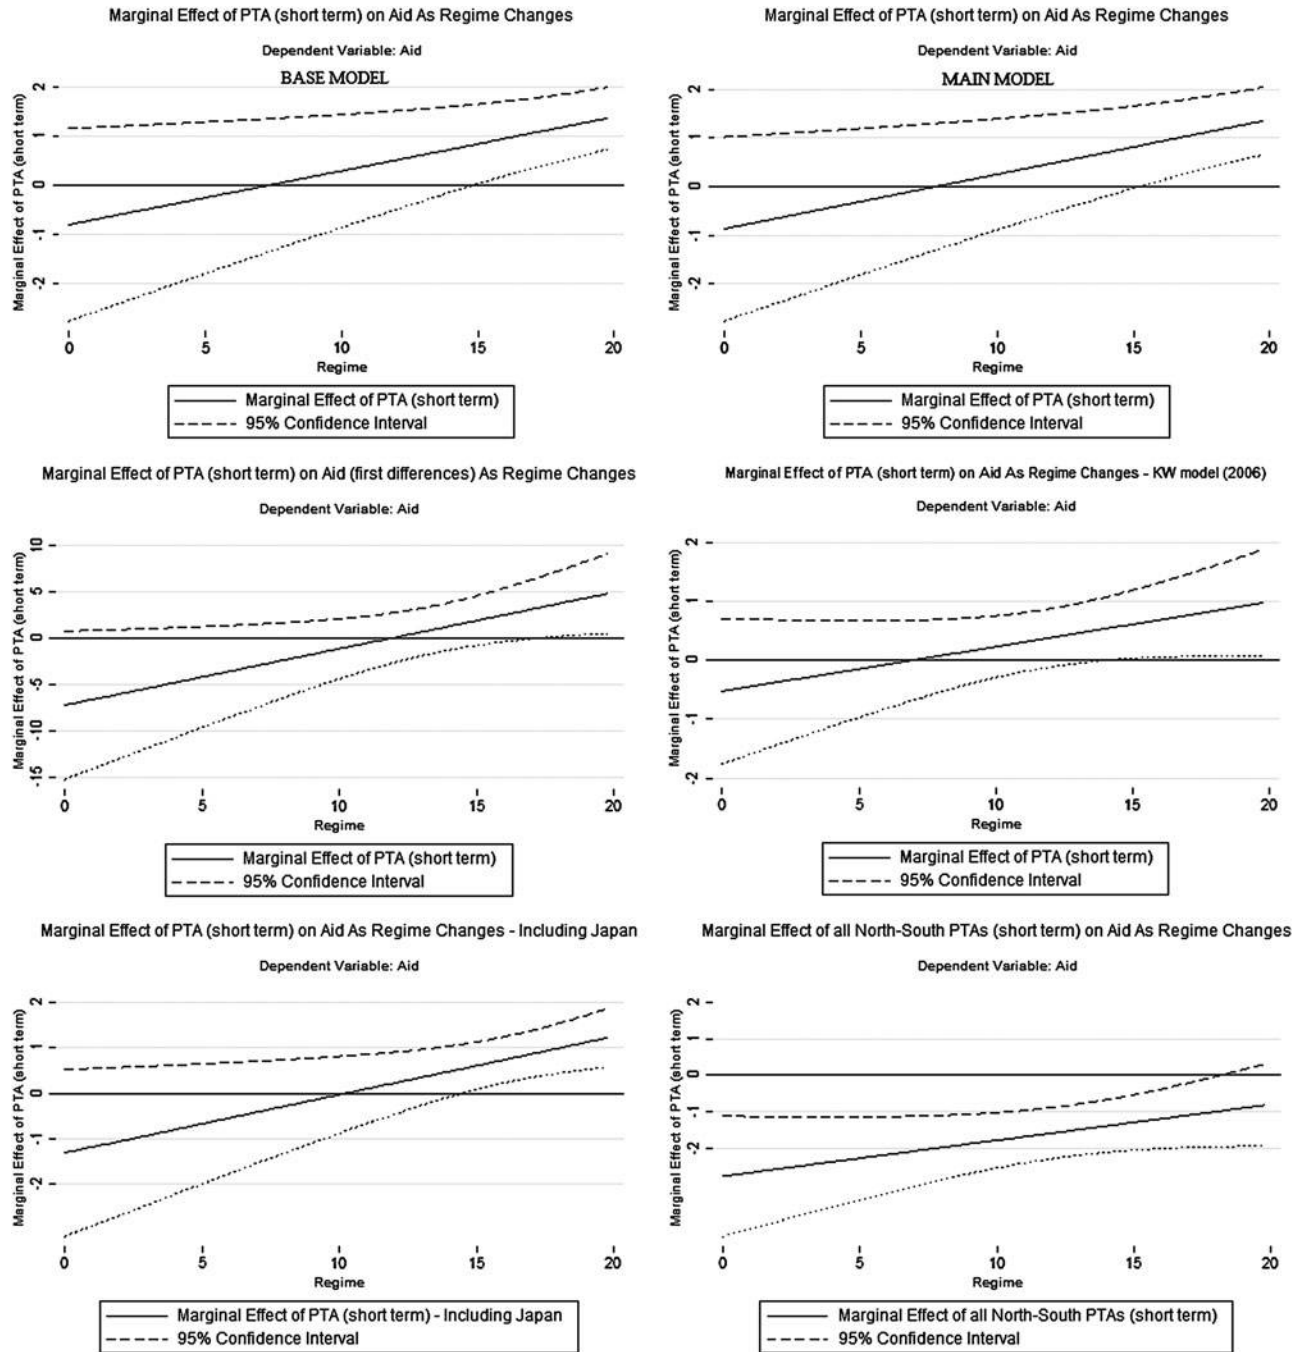 Marginal Effect of PTA (short term) on Aid As Regime Changes
Dependent Variable: Aid
BASE MODEL
Marginal Effect of PTA (short term)
2
1
0
-1
-2
0 5 10 15 20
Regime
Marginal Effect of PTA (short term)
95% Confidence Interval
Marginal Effect of PTA (short term) on Aid As Regime Changes
Dependent Variable: Aid
MAIN MODEL
Marginal Effect of PTA (short term)
2
1
0
-1
-2
0 5 10 15 20
Regime
Marginal Effect of PTA (short term)
95% Confidence Interval
Marginal Effect of PTA (short term) on Aid (first differences) As Regime Changes
Dependent Variable: Aid
Marginal Effect of PTA (short term)
10
5
0
-5
-10
-15
0 5 10 15 20
Regime
Marginal Effect of PTA (short term)
95% Confidence Interval
Marginal Effect of PTA (short term) on Aid As Regime Changes - KW model (2006)
Dependent Variable: Aid
Marginal Effect of PTA (short term)
2
1
0
-1
-2
0 5 10 15 20
Regime
Marginal Effect of PTA (short term)
95% Confidence Interval
Marginal Effect of PTA (short term) on Aid As Regime Changes - Including Japan
Dependent Variable: Aid
Marginal Effect of PTA (short term)
2
1
0
-1
-2
0 5 10 15 20
Regime
Marginal Effect of PTA (short term) - Including Japan
95% Confidence Interval
Marginal Effect of all North-South PTAs (short term) on Aid As Regime Changes
Dependent Variable: Aid
Marginal Effect of PTA (short term)
2
1
0
-1
-2
0 5 10 15 20
Regime
Marginal Effect of all North-South PTAs (short term)
95% Confidence Interval